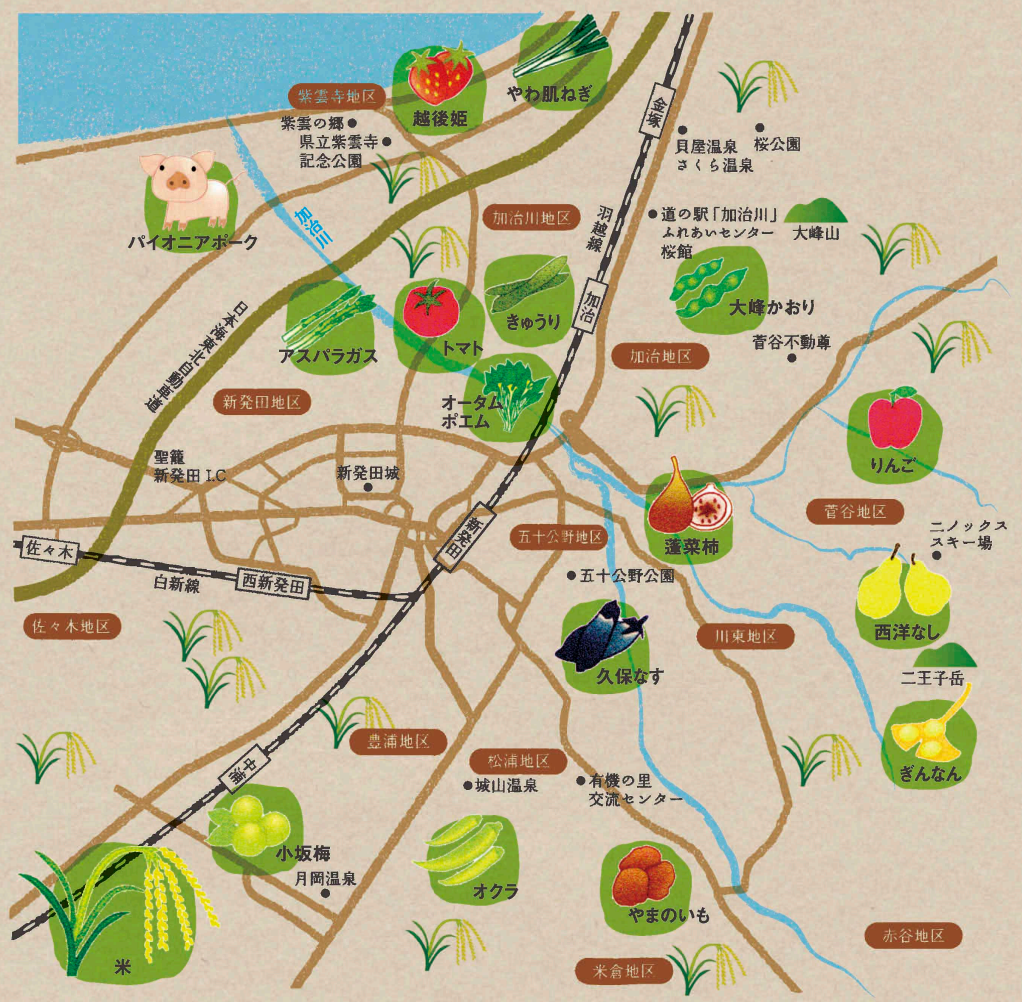 紫雲寺地区
越後姫
やわ肌ねぎ
紫雲の郷
県立紫雲寺
記念公園
金塚
貝屋温泉
さくら温泉
桜公園
パイオニアポーク
加治川
加治川地区
羽越線
道の駅「加治川」
ふれあいセンター
桜館
大峰山
大峰かおり
加治
きゅうり
トマト
アスパラガス
日本海東北自動車道
菅谷不動尊
加治地区
オータム
ポエム
新発田地区
りんご
聖籠
新発田 I.C
新発田城
新発田
五十公野地区
蓬菜柿
菅谷地区
二ノックス
スキー場
佐々木
白新線
西新発田
五十公野公園
西洋なし
佐々木地区
川東地区
久保なす
二王子岳
豊浦地区
松浦地区
ぎんなん
中浦
城山温泉
有機の里
交流センター
小坂梅
月岡温泉
オクラ
やまのいも
米
赤谷地区
米倉地区